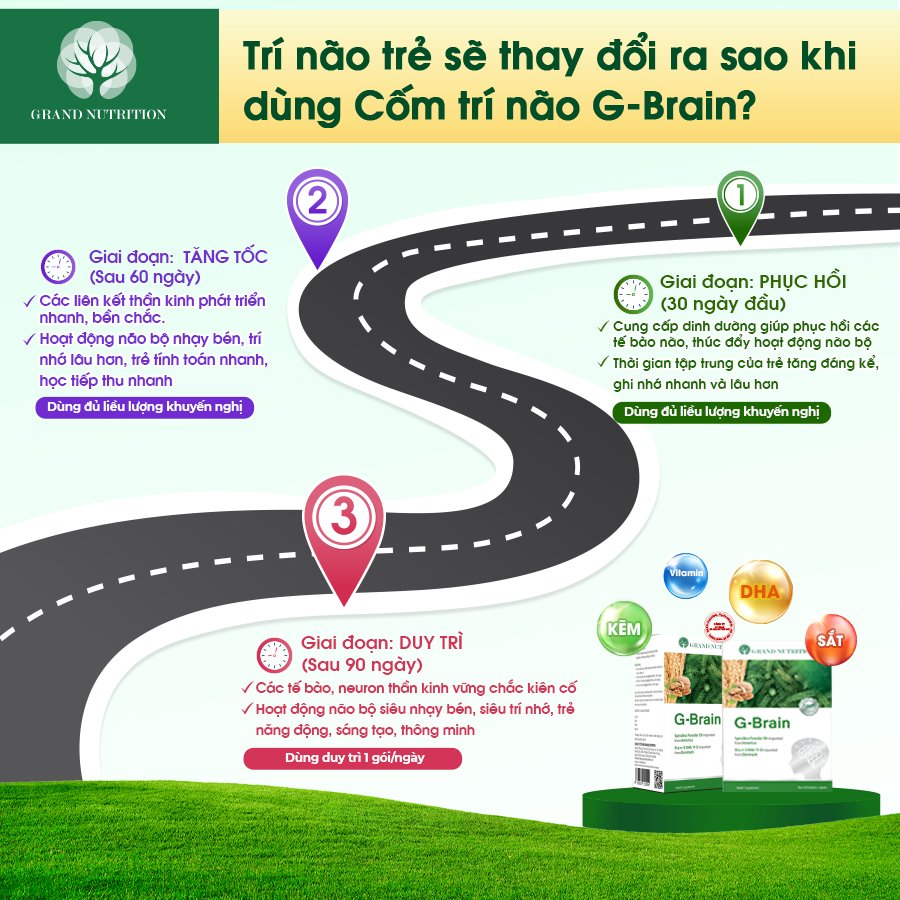 GRAND NUTRITION
Trí não trẻ sẽ thay đổi ra sao khi
dùng Cốm trí não G-Brain?
1
Giai đoạn: PHỤC HỒI
(30 ngày đầu)
✓ Cung cấp dinh dưỡng giúp phục hồi các
tế bào não, thúc đẩy hoạt động não bộ
✓ Thời gian tập trung của trẻ tăng đáng kể,
ghi nhớ nhanh và lâu hơn
Dùng đủ liều lượng khuyến nghị
2
Giai đoạn: TĂNG TỐC
(Sau 60 ngày)
✓ Các liên kết thần kinh phát triển
nhanh, bền chắc.
✓ Hoạt động não bộ nhạy bén, trí
nhớ lâu hơn, trẻ tính toán nhanh,
học tiếp thu nhanh
Dùng đủ liều lượng khuyến nghị
3
Giai đoạn: DUY TRÌ
(Sau 90 ngày)
✓ Các tế bào, neuron thần kinh vững chắc kiên cố
✓ Hoạt động não bộ siêu nhạy bén, siêu trí nhớ, trẻ
năng động, sáng tạo, thông minh
Dùng duy trì 1 gói/ngày
KẼM
Vitamin
DHA
SẮT
GRAND NUTRITION
G-Brain
GRAND NUTRITION
G-Brain